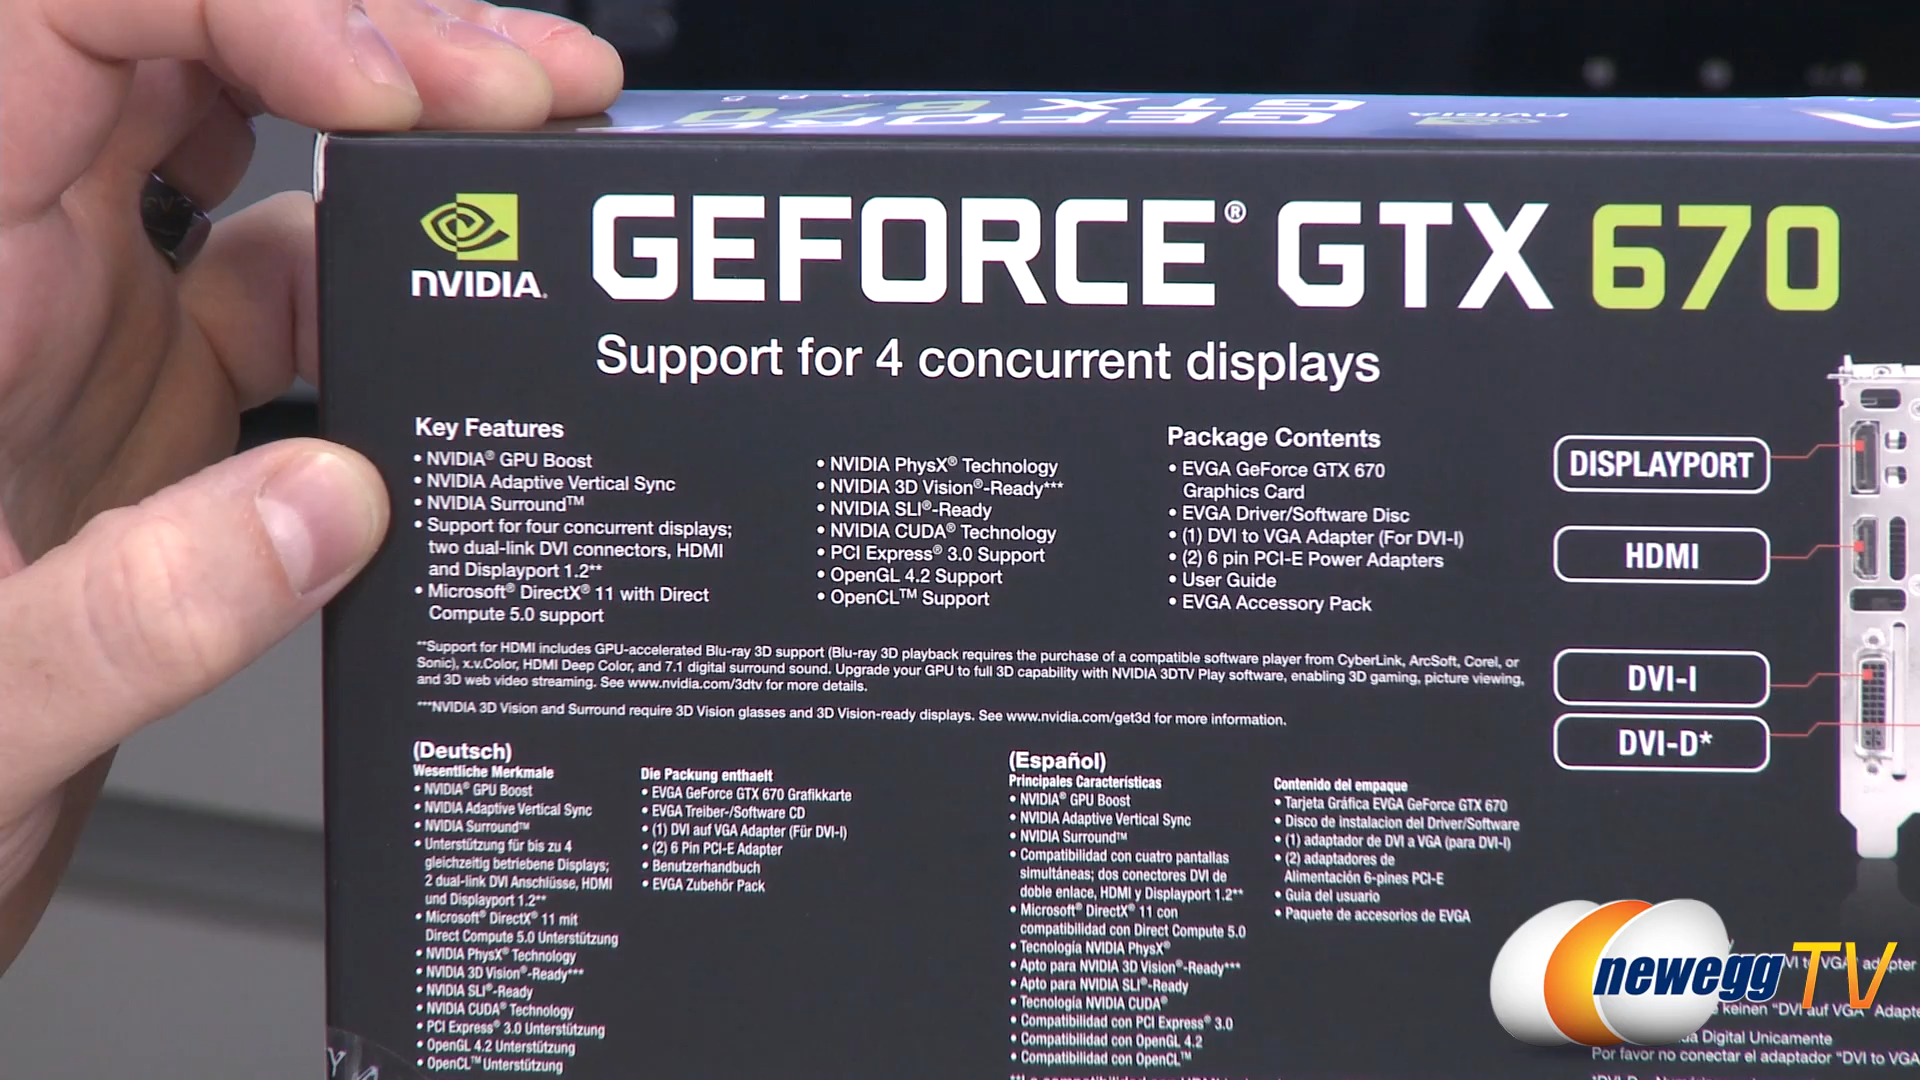 GEFORCE GTX 670
NVIDIA
NVIDIA.
GEFORCE® GTX 670
Support for 4 concurrent displays
Key Features
• NVIDIA® GPU Boost
• NVIDIA Adaptive Vertical Sync
• NVIDIA Surround™
• Support for four concurrent displays;
two dual-link DVI connectors, HDMI
and Displayport 1.2**
• Microsoft® DirectX® 11 with Direct
Compute 5.0 support
• NVIDIA PhysX® Technology
• NVIDIA 3D Vision®-Ready***
• NVIDIA SLI®-Ready
• NVIDIA CUDA® Technology
• PCI Express® 3.0 Support
• OpenGL 4.2 Support
• OpenCL™ Support
Package Contents
• EVGA GeForce GTX 670
Graphics Card
• EVGA Driver/Software Disc
• (1) DVI to VGA Adapter (For DVI-I)
• (2) 6 pin PCI-E Power Adapters
• User Guide
• EVGA Accessory Pack
DISPLAYPORT
HDMI
DVI-I
DVI-D*
**Support for HDMI includes GPU-accelerated Blu-ray 3D support (Blu-ray 3D playback requires the purchase of a compatible software player from CyberLink, ArcSoft, Corel, or
Sonic), x.v.Color, HDMI Deep Color, and 7.1 digital surround sound. Upgrade your GPU to full 3D capability with NVIDIA 3DTV Play software, enabling 3D gaming, picture viewing,
and 3D web video streaming. See www.nvidia.com/3dtv for more details.
***NVIDIA 3D Vision and Surround require 3D Vision glasses and 3D Vision-ready displays. See www.nvidia.com/get3d for more information.
(Deutsch)
Wesentliche Merkmale
• NVIDIA® GPU Boost
• NVIDIA Adaptive Vertical Sync
• NVIDIA Surround™
• Unterstützung für bis zu 4
gleichzeitig betriebene Displays;
2 dual-link DVI Anschlüsse, HDMI
und Displayport 1.2**
• Microsoft® DirectX® 11 mit
Direct Compute 5.0 Unterstützung
• NVIDIA PhysX® Technology
• NVIDIA 3D Vision®-Ready***
• NVIDIA SLI®-Ready
• NVIDIA CUDA® Technology
• PCI Express® 3.0 Unterstützung
• OpenGL 4.2 Unterstützung
• OpenCL™ Unterstützung
Die Packung enthaelt
• EVGA GeForce GTX 670 Grafikkarte
• EVGA Treiber-/Software CD
• (1) DVI auf VGA Adapter (Für DVI-I)
• (2) 6 Pin PCI-E Adapter
• Benutzerhandbuch
• EVGA Zubehör Pack
(Español)
Principales Características
• NVIDIA® GPU Boost
• NVIDIA Adaptive Vertical Sync
• NVIDIA Surround™
• Compatibilidad con cuatro pantallas
simultáneas; dos conectores DVI de
doble enlace, HDMI y Displayport 1.2**
• Microsoft® DirectX® 11 con
compatibilidad con Direct Compute 5.0
• Tecnología NVIDIA PhysX®
• Apto para NVIDIA 3D Vision®-Ready***
• Apto para NVIDIA SLI®-Ready
• Tecnología NVIDIA CUDA®
• Compatibilidad con PCI Express® 3.0
• Compatibilidad con OpenGL 4.2
• Compatibilidad con OpenCL™
Contenido del empaque
• Tarjeta Gráfica EVGA GeForce GTX 670
• Disco de instalacion del Driver/Software
• (1) adaptador de DVI a VGA (para DVI-I)
• (2) adaptadores de
Alimentación 6-pines PCI-E
• Guia del usuario
• Paquete de accesorios de EVGA
newegg TV
to VGA" adapter
keinen "DVI auf VGA" Adapte
Digital Unicamente
Por favor no conectar el adaptador "DVI to VGA